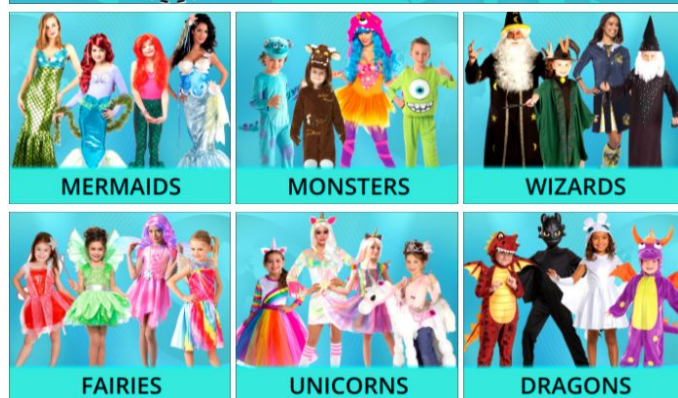 MERMAIDS
MONSTERS
WIZARDS
FAIRIES
UNICORNS
DRAGONS